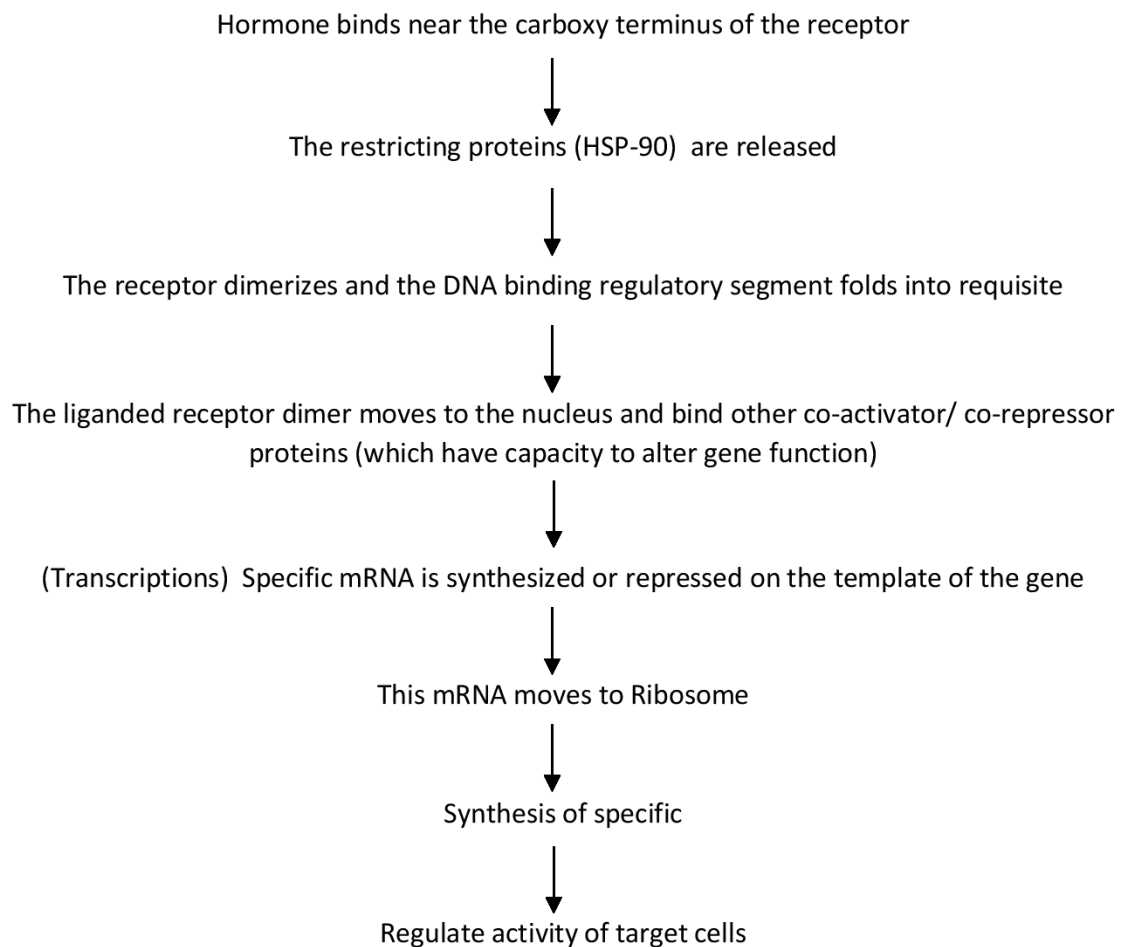 Hormone binds near the carboxy terminus of the receptor
The restricting proteins (HSP-90)  are released
The receptor dimerizes and the DNA binding regulatory segment folds into requisite
The liganded receptor dimer moves to the nucleus and bind other co-activator/ co-repressor
proteins (which have capacity to alter gene function)
(Transcriptions)  Specific mRNA is synthesized or repressed on the template of the gene
This mRNA moves to Ribosome
Synthesis of specific
Regulate activity of target cells